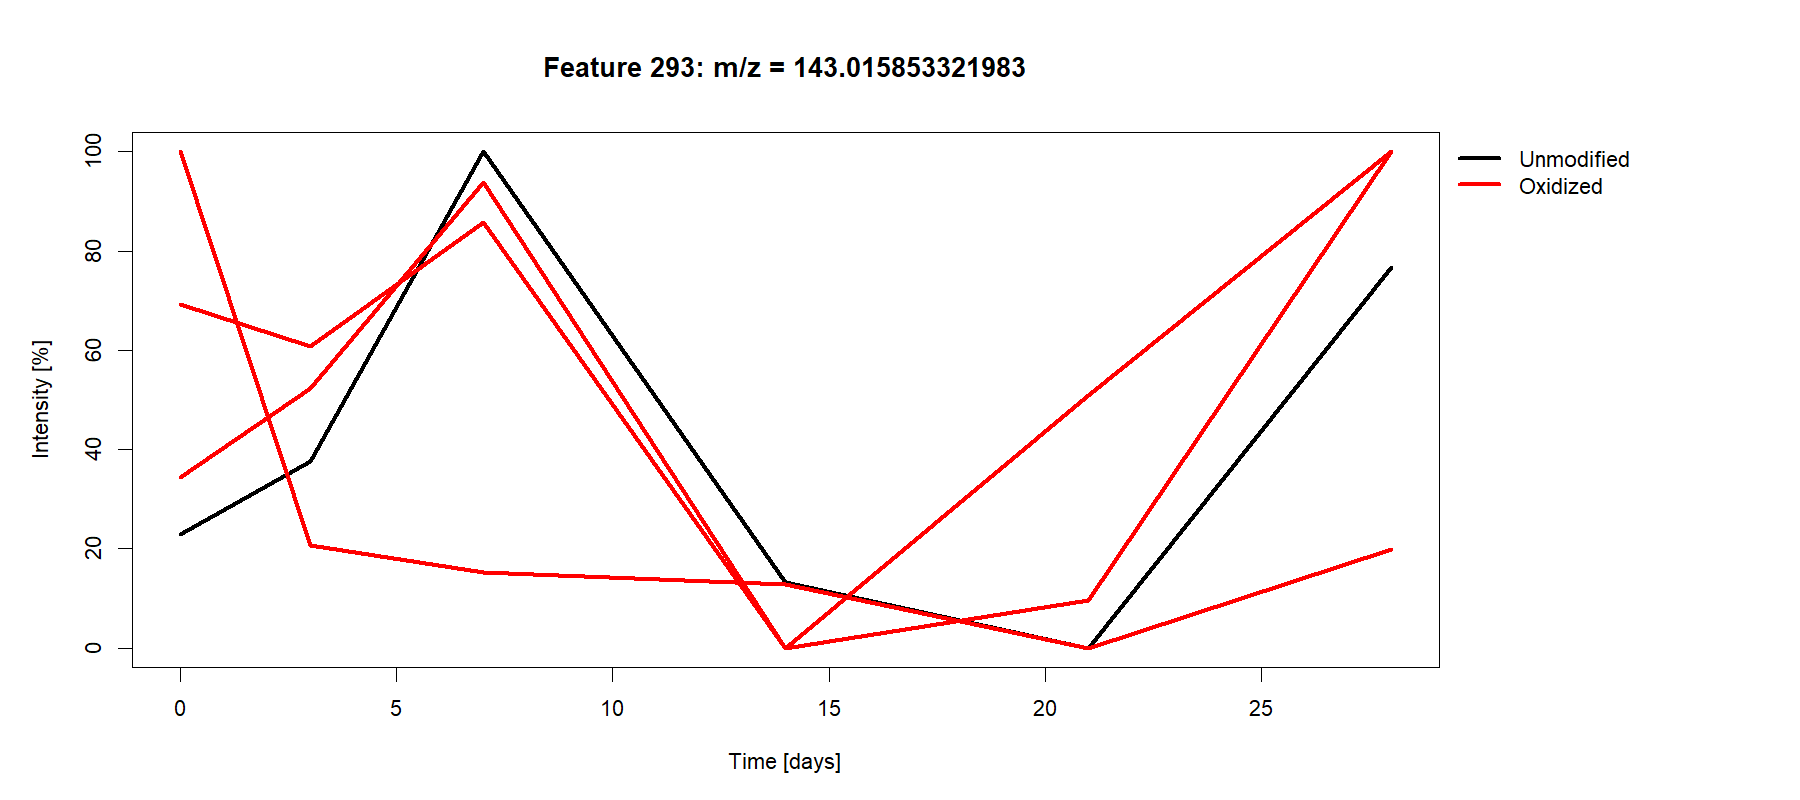 Feature 293: m/z = 143.015853321983
Unmodified
Oxidized
Intensity [%]
100
80
60
40
20
0
0 5 10 15 20 25
Time [days]